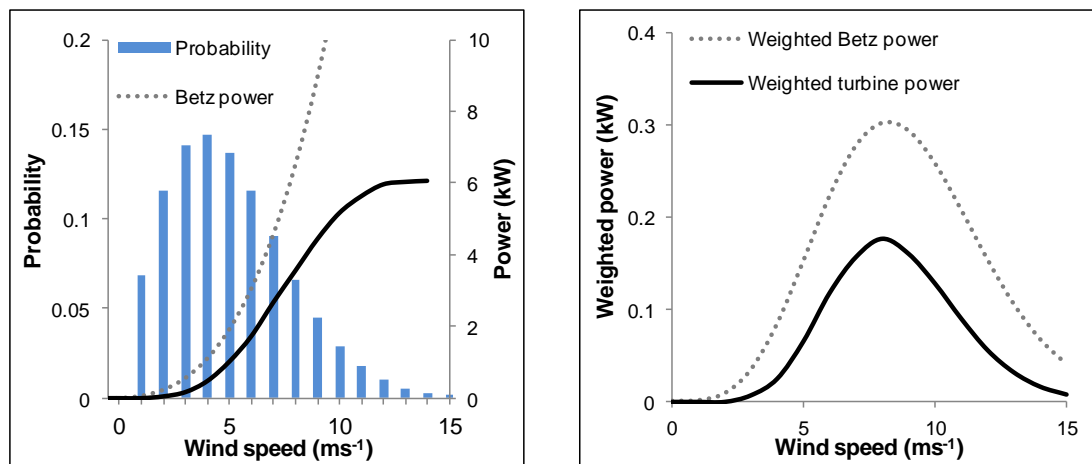 0.2
0.15
0.1
0.05
0
Probability
Probability
Betz power
10
8
6
4
2
0
Power (kW)
0 5 10 15
Wind speed (ms-1)
0.4
0.3
0.2
0.1
0
Weighted power (kW)
Weighted Betz power
Weighted turbine power
0 5 10 15
Wind speed (ms-1)